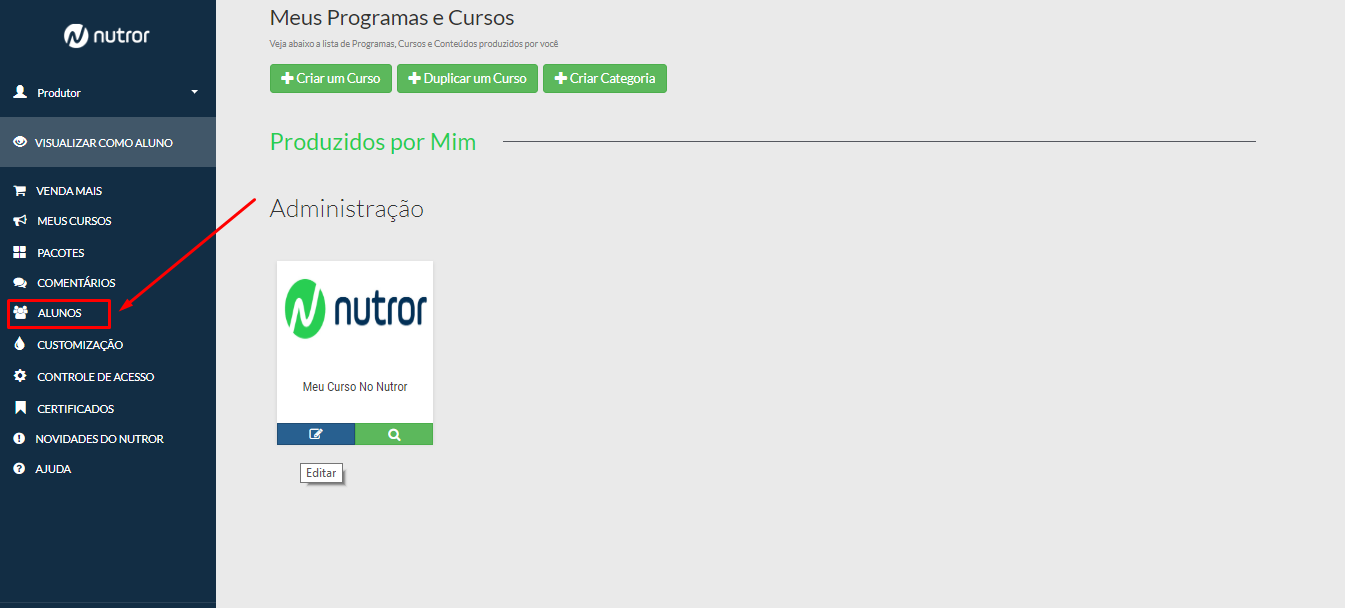 nutror
Produtor
VISUALIZAR COMO ALUNO
VENDA MAIS
MEUS CURSOS
PACOTES
COMENTÁRIOS
ALUNOS
CUSTOMIZAÇÃO
CONTROLE DE ACESSO
CERTIFICADOS
NOVIDADES DO NUTROR
AJUDA
Meus Programas e Cursos
Veja abaixo a lista de Programas, Cursos e Conteúdos produzidos por você
Criar um Curso Duplicar um Curso Criar Categoria
Produzidos por Mim
Administração
nutror
Meu Curso No Nutror
Editar